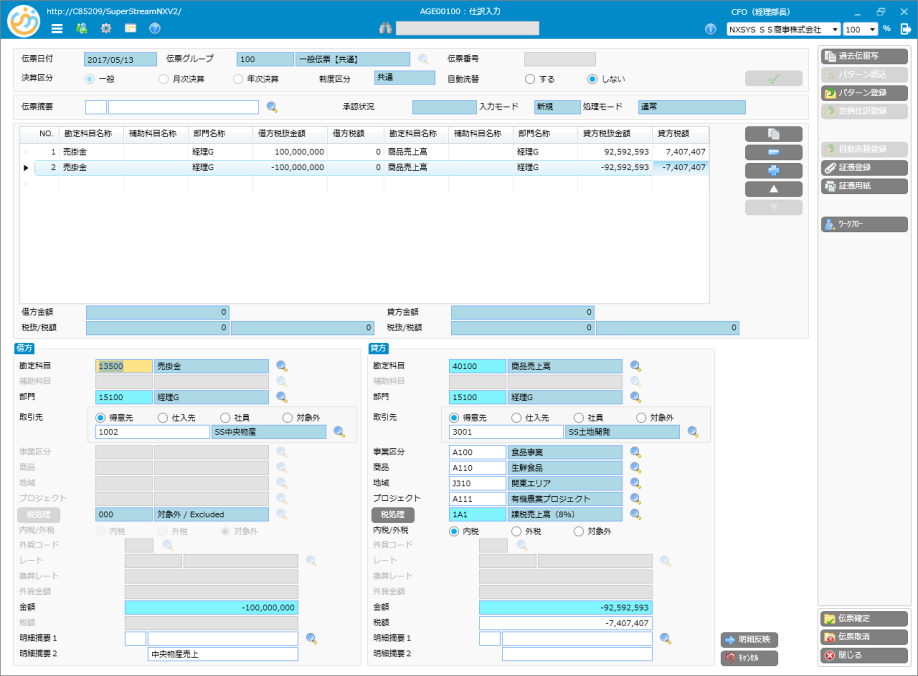 http://C85209/SuperStreamNXV2/ AGE00100 : 仕訳入力 CFO (経理部長)
NXSYS S S商事株式会社 100 %
伝票日付 2017/05/13 伝票グループ 100 一般伝票【共通】 伝票番号
決算区分 一般 月次決算 年次決算 制度区分 共通 自動洗替 する しない
伝票摘要 承認状況 入力モード 新規 処理モード 通常
NO. 勘定科目名称 補助科目名称 部門名称 借方税抜金額 借方税額 勘定科目名称 補助科目名称 部門名称 貸方税抜金額 貸方税額
1 売掛金 経理G 100,000,000 0 商品売上高 経理G 92,592,593 7,407,407
2 売掛金 経理G -100,000,000 0 商品売上高 経理G -92,592,593 -7,407,407
過去伝複写
パターン読込
パターン登録
定例仕訳登録
自動洗替登録
証憑登録
証憑用紙
ワークフロー
借方金額 0 貸方金額 0
税抜/税額 0 0 税抜/税額 0 0
借方
勘定科目 13500 売掛金
補助科目
部門 15100 経理G
取引先 得意先 仕入先 社員 対象外
1002 SS中央物産
事業区分
商品
地域
プロジェクト
税処理 000 対象外 / Excluded
内税/外税 内税 外税 対象外
外貨コード
レート
換算レート
外貨金額
金額 -100,000,000
税額
明細摘要1
明細摘要2 中央物産売上
貸方
勘定科目 40100 商品売上高
補助科目
部門 15100 経理G
取引先 得意先 仕入先 社員 対象外
3001 SS土地開発
事業区分 A100 食品事業
商品 A110 生鮮食品
地域 J310 関東エリア
プロジェクト A111 有機農業プロジェクト
税処理 1A1 課税売上高(8%)
内税/外税 内税 外税 対象外
外貨コード
レート
換算レート
外貨金額
金額 -92,592,593
税額 -7,407,407
明細摘要1
明細摘要2
明細反映
キャンセル
伝票確定
伝票取消
閉じる